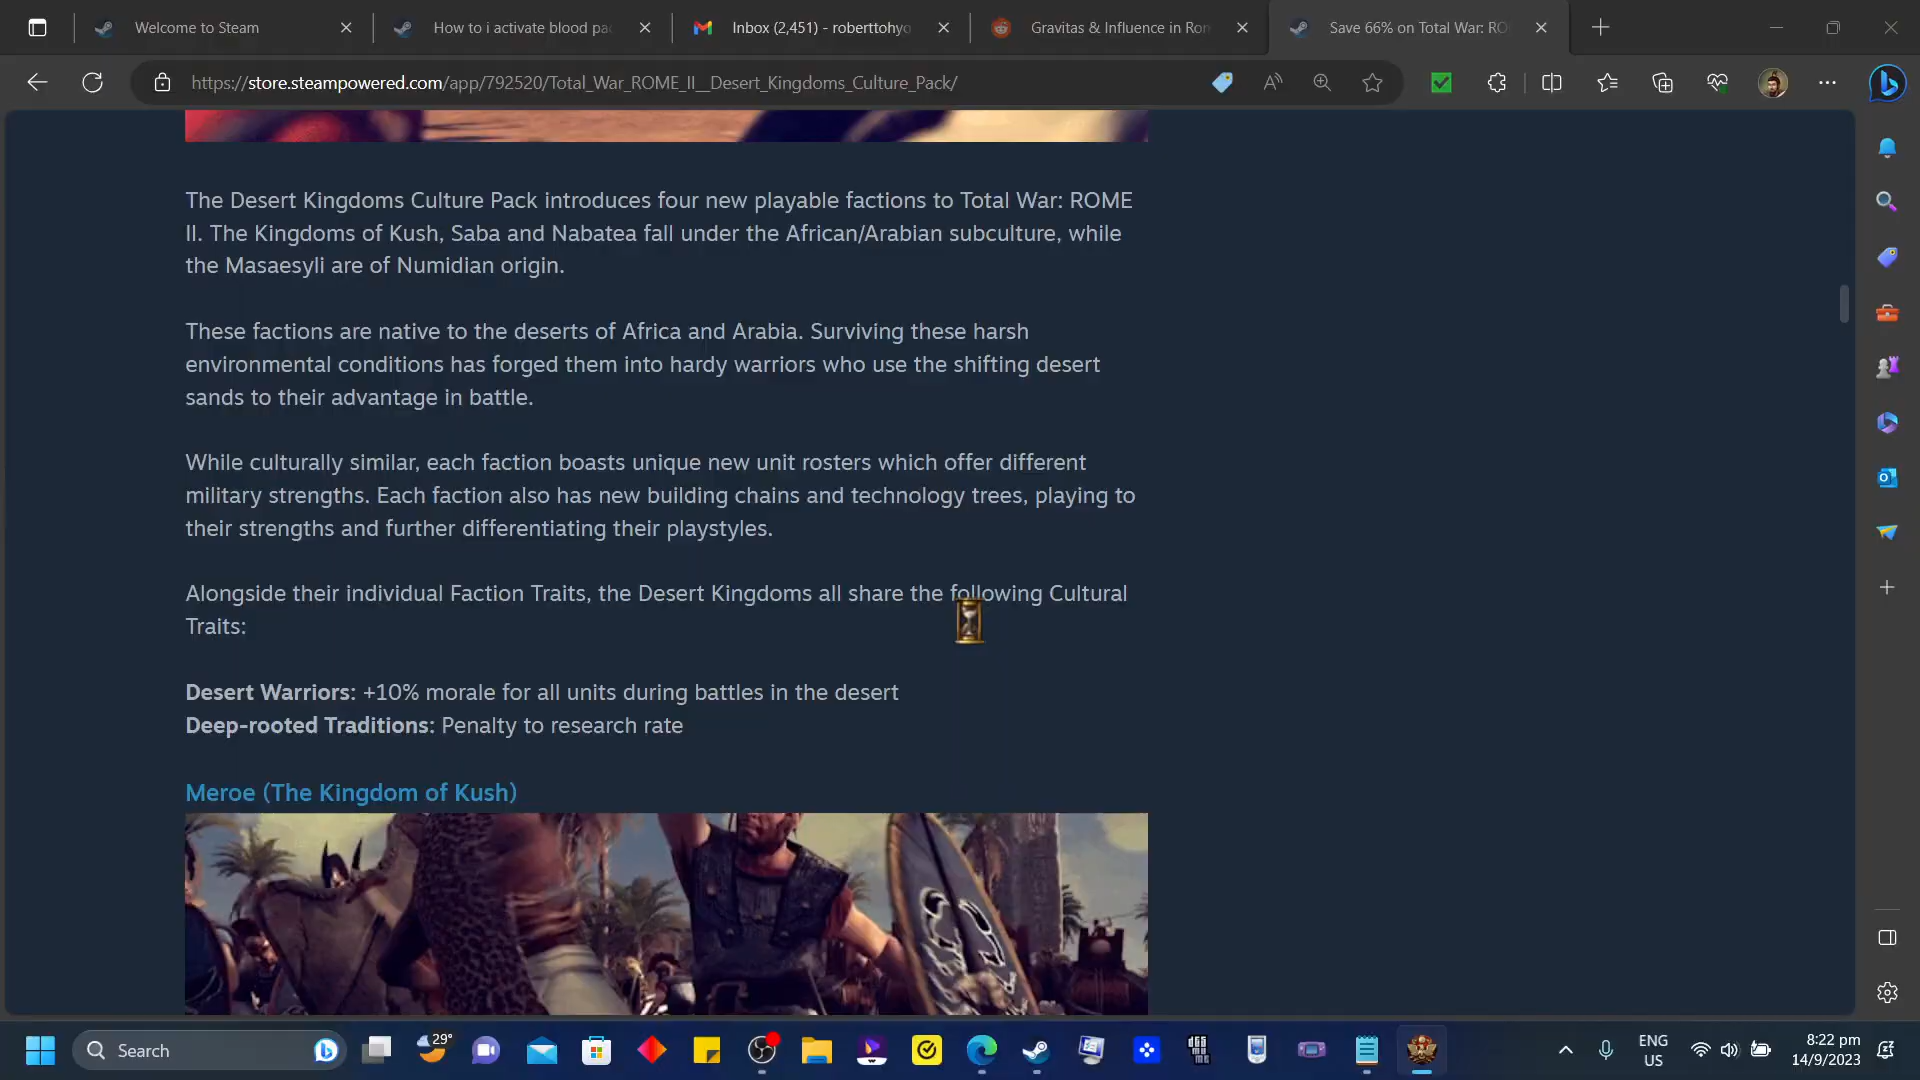 Welcome to Steam
How to i activate blood pa
Inbox (2,451) - roberttohyo
Gravitas & Influence in Ron
Save 66% on Total War: RO
https://store.steampowered.com/app/792520/Total_War_ROME_II__Desert_Kingdoms_Culture_Pack/
The Desert Kingdoms Culture Pack introduces four new playable factions to Total War: ROME
II. The Kingdoms of Kush, Saba and Nabatea fall under the African/Arabian subculture, while
the Masaesyli are of Numidian origin.
These factions are native to the deserts of Africa and Arabia. Surviving these harsh
environmental conditions has forged them into hardy warriors who use the shifting desert
sands to their advantage in battle.
While culturally similar, each faction boasts unique new unit rosters which offer different
military strengths. Each faction also has new building chains and technology trees, playing to
their strengths and further differentiating their playstyles.
Alongside their individual Faction Traits, the Desert Kingdoms all share the following Cultural
Traits:
Desert Warriors: +10% morale for all units during battles in the desert
Deep-rooted Traditions: Penalty to research rate
Meroe (The Kingdom of Kush)
Search
29°
ENG
US
8:22 pm
14/9/2023